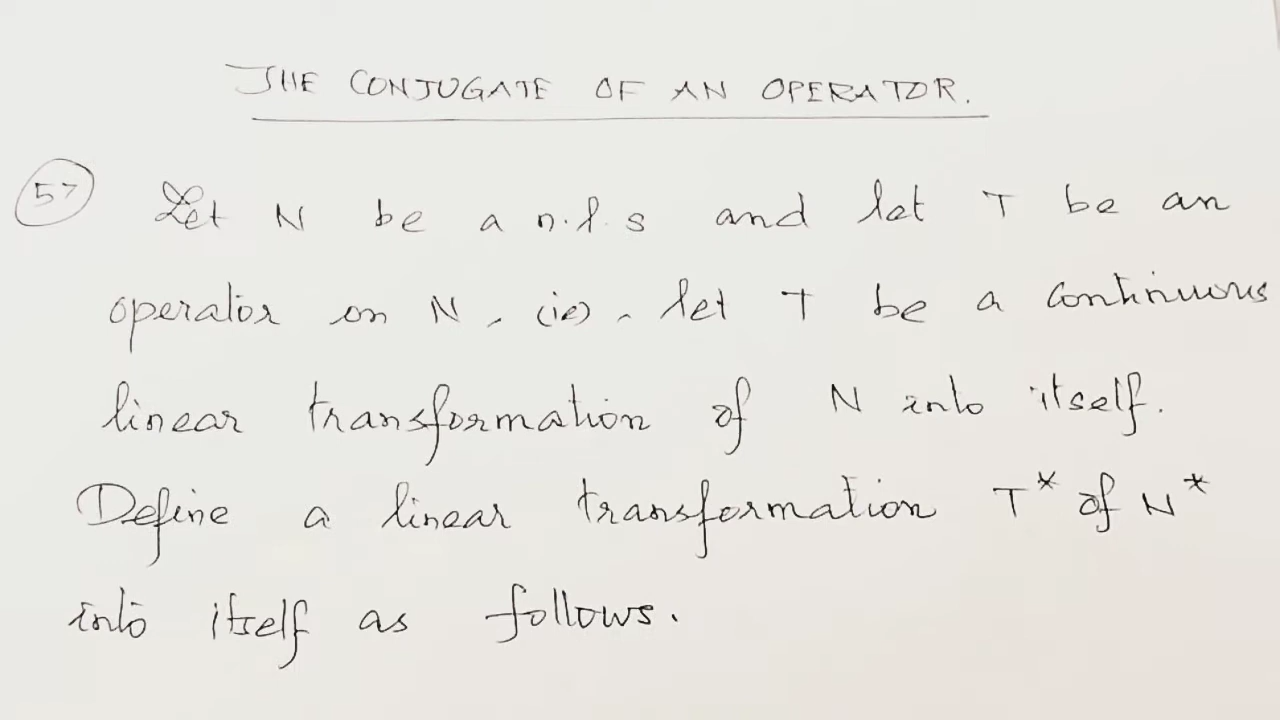 THE CONJUGATE OF AN OPERATOR.
57 Let N be a n.l.s and let T be an
operator on N, (ie), let T be a continuous
linear transformation of N into itself.
Define a linear transformation T* of N*
into itself as follows.